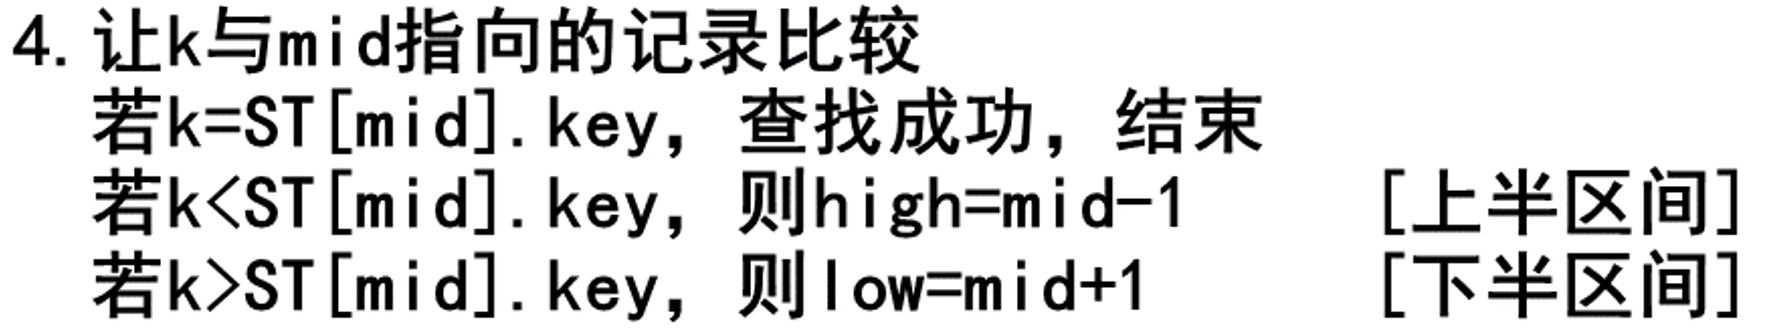 4. 让k与mid指向的记录比较
若k=ST[mid].key，查找成功，结束
若k<ST[mid].key，则high=mid-1 [上半区间]
若k>ST[mid].key，则low=mid+1 [下半区间]